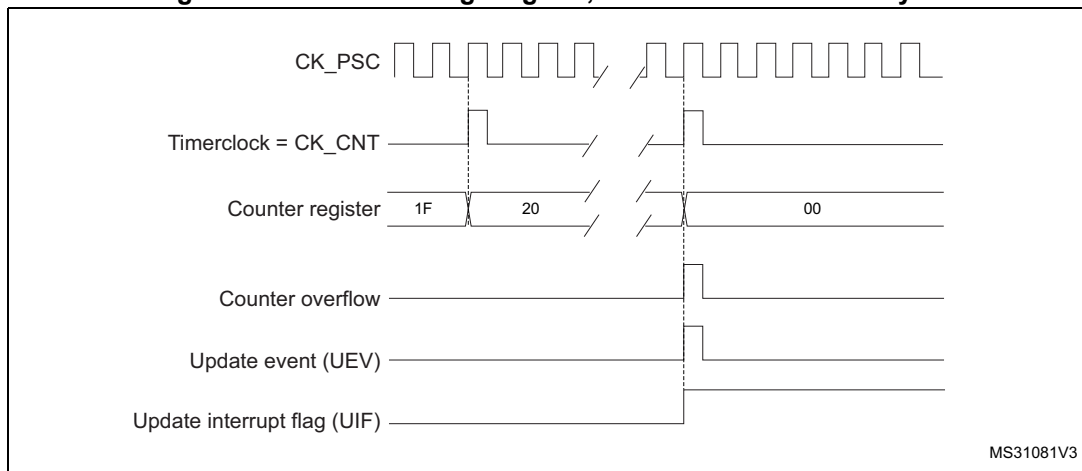 CK_PSC
Timerclock = CK_CNT
Counter register 1F 20 00
Counter overflow
Update event (UEV)
Update interrupt flag (UIF)
MS31081V3